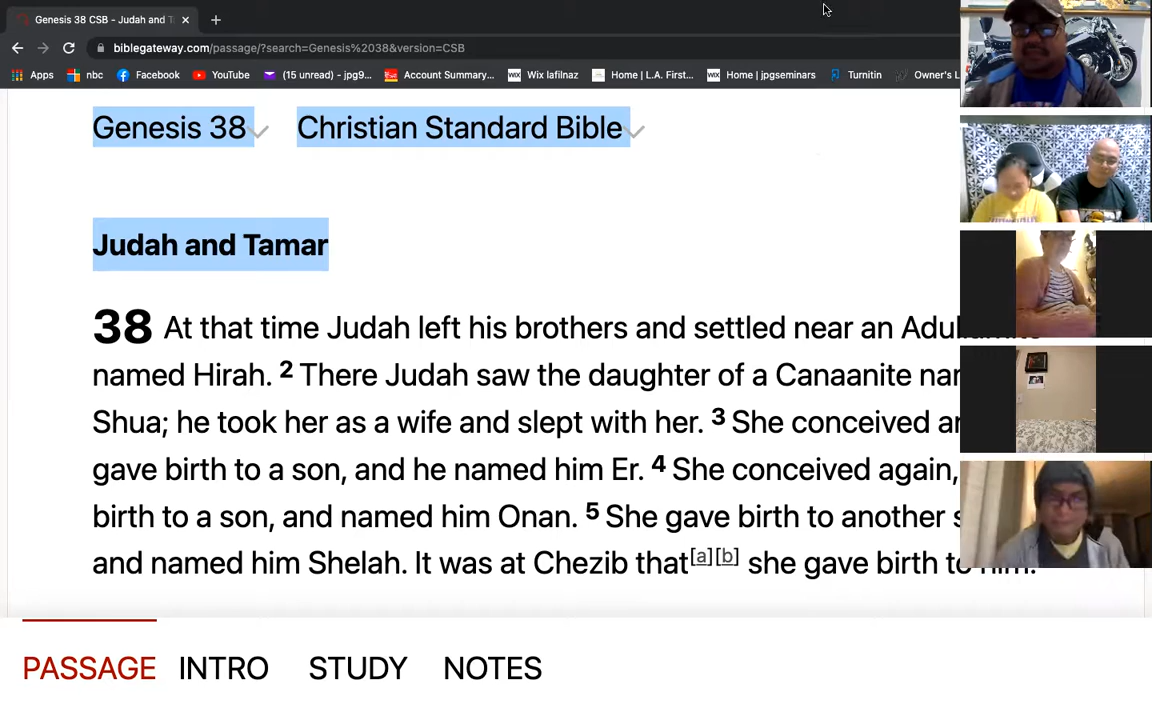 Genesis 38 CSB - Judah and T
biblegateway.com/passage/?search=Genesis%2038&version=CSB
Apps nbc Facebook YouTube (15 unread) - jpg9... Account Summary... Wix lafilnaz Home | L.A. First... Home | jpgseminars Turnitin Owner's L
Genesis 38 Christian Standard Bible
Judah and Tamar
38 At that time Judah left his brothers and settled near an
named Hirah. 2 There Judah saw the daughter of a Canaanite
Shua; he took her as a wife and slept with her. 3 She conceived
gave birth to a son, and he named him Er. 4 She conceived again,
birth to a son, and named him Onan. 5 She gave birth to another
and named him Shelah. It was at Chezib that[a][b] she gave birth to him.
PASSAGE INTRO STUDY NOTES